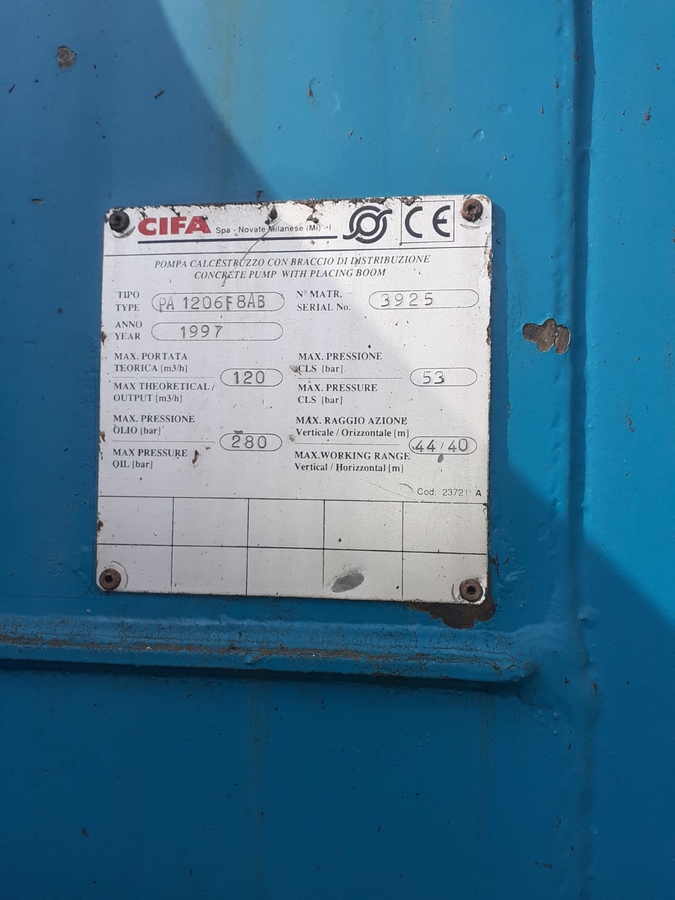 CIFA Spa - Novate Milanese (Mi) - I CE
POMPA CALCESTRUZZO CON BRACCIO DI DISTRIBUZIONE
CONCRETE PUMP WITH PLACING BOOM
TIPO
TYPE PA 1206F8AB
N° MATR.
SERIAL No. 3925
ANNO
YEAR 1997
MAX. PORTATA
TEORICA [m3/h]
MAX THEORETICAL
OUTPUT [m3/h]
120
MAX. PRESSIONE
CLS [bar]
MAX. PRESSURE
CLS [bar]
53
MAX. PRESSIONE
OLIO [bar]
MAX PRESSURE
OIL [bar]
280
MAX. RAGGIO AZIONE
Verticale / Orizzontale [m]
MAX.WORKING RANGE
Vertical / Horizzontal [m]
44/40
Cod. 23721 A